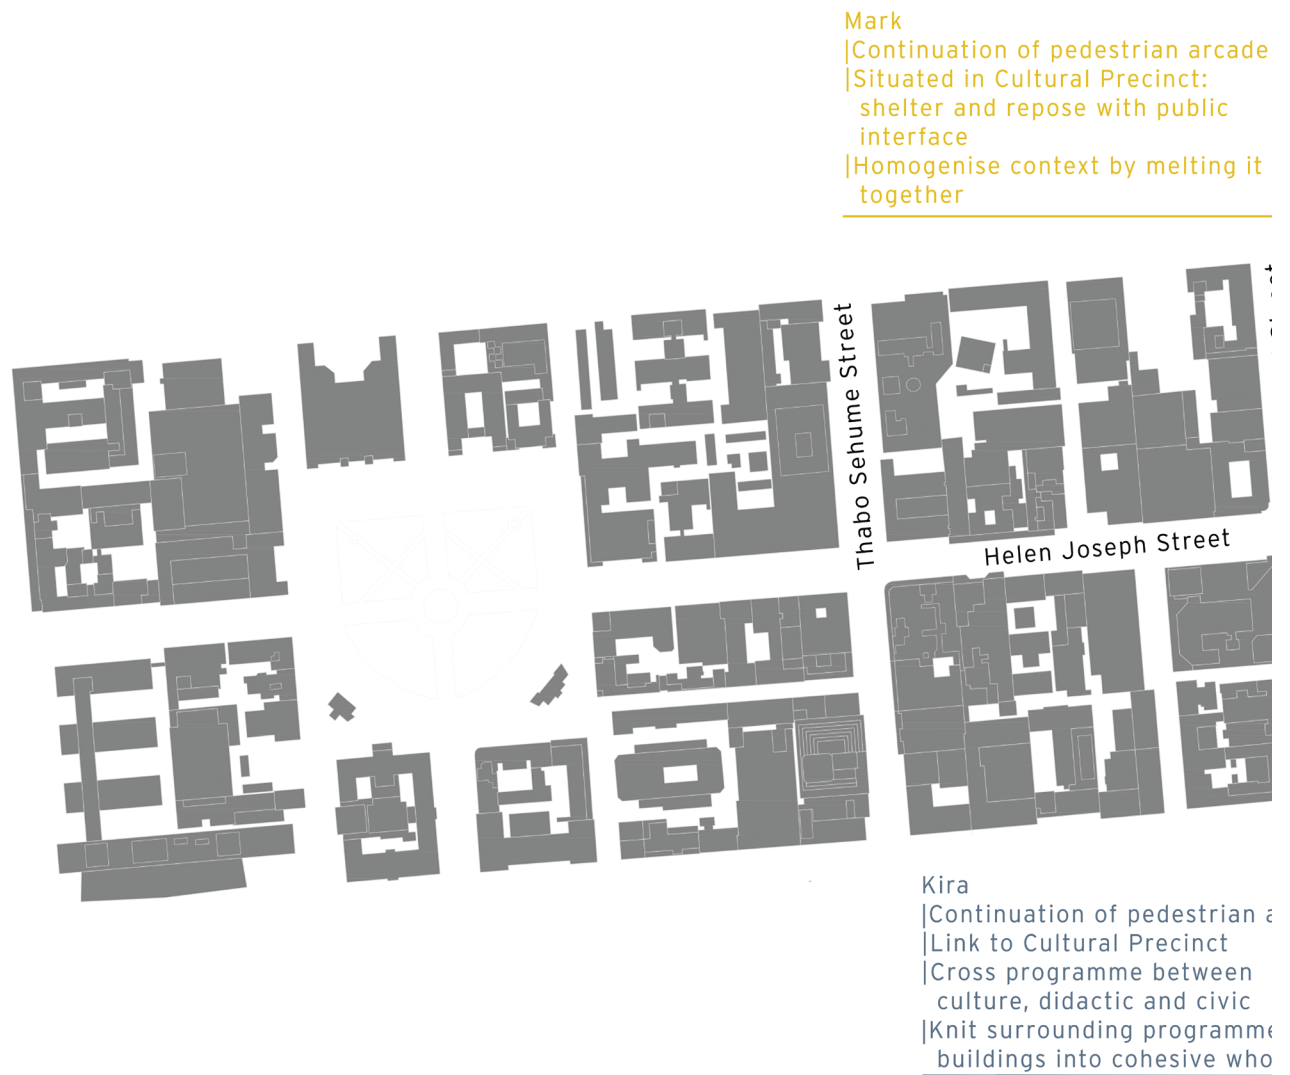 Mark
|Continuation of pedestrian arcade
|Situated in Cultural Precinct:
shelter and repose with public
interface
|Homogenise context by melting it
together
Thabo Sehume Street
Helen Joseph Street
Kira
|Continuation of pedestrian
|Link to Cultural Precinct
|Cross programme between
culture, didactic and civic
|Knit surrounding programme
buildings into cohesive who